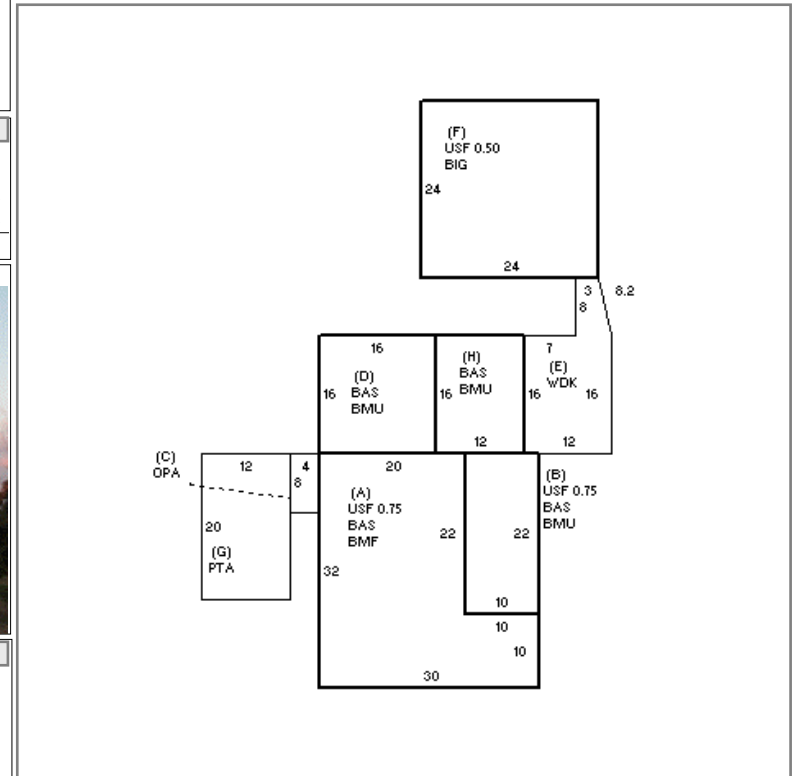 (F)
USF 0.50
BIG
24
24
3
8.2
8
16
7
(D)
BAS
BMU
16
(H)
BAS
BMU
16
(E)
WDK
16
16
12
12
(C)
OPA
12
4
8
20
(A)
USF 0.75
BAS
BMF
(B)
USF 0.75
BAS
BMU
20
(G)
PTA
22
22
32
10
10
10
30